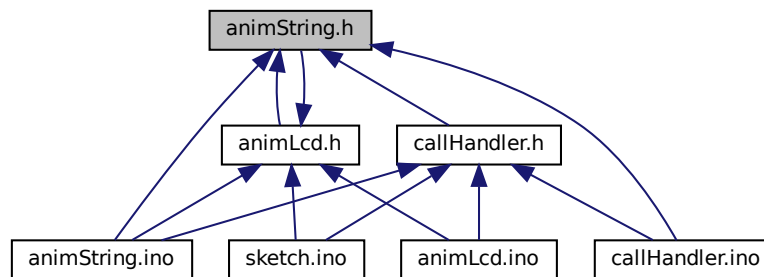 animString.h
animLcd.h
callHandler.h
animString.ino
sketch.ino
animLcd.ino
callHandler.ino